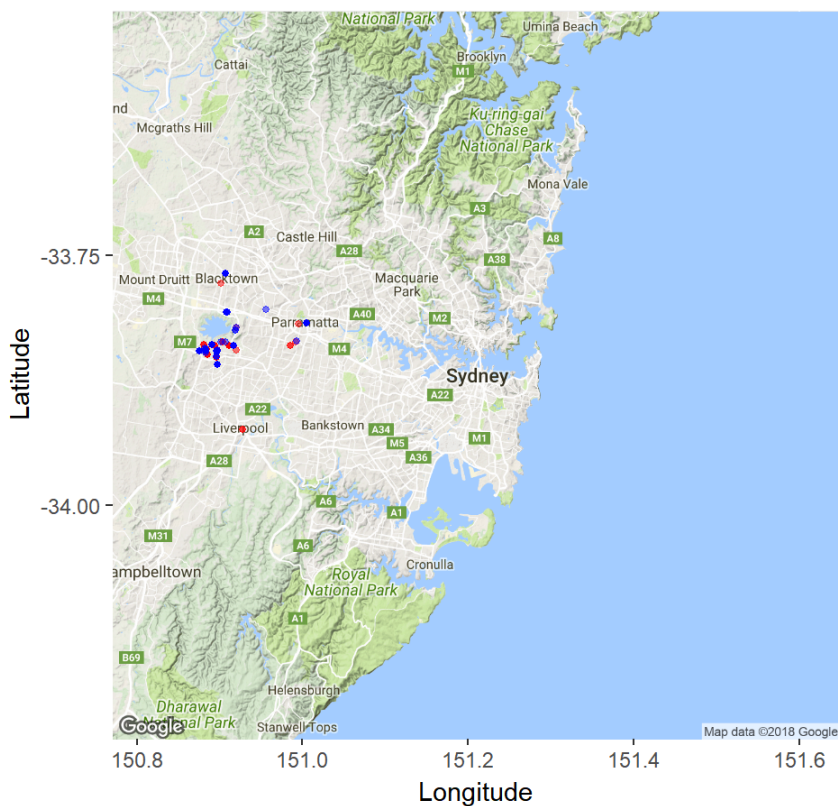 National Park
Umina Beach
Brooklyn
Cattai
M1
nd
Mcgraths Hill
Ku-ring-gai
Chase
National Park
Mona Vale
A3
A2
Castle Hill
A8
A28
A38
-33.75
Mount Druitt
Blacktown
Macquarie
Park
M4
A40
M2
Parramatta
M7
M4
Sydney
A22
A22
Liverpool
Bankstown
A34
M1
M5
A36
A28
Latitude
-34.00
A6
A1
M31
A6
Cronulla
ampbelltown
Royal
National Park
A1
B69
Helensburgh
Dharawal
National Park
Google
Stanwell Tops
Map data ©2018 Google
150.8
151.0
151.2
151.4
151.6
Longitude